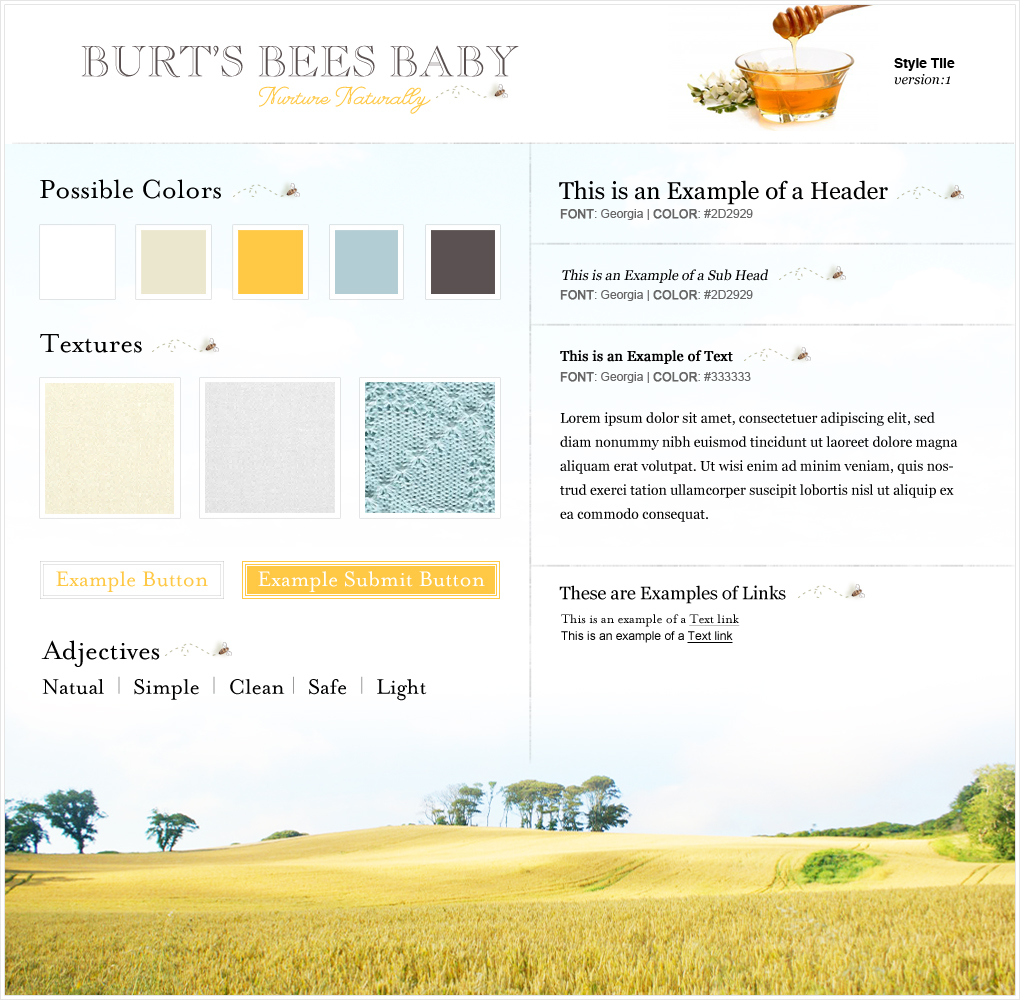 BURT'S BEES BABY
Nurture Naturally
Style Tile
version:1
Possible Colors
Textures
Example Button
Example Submit Button
Adjectives
Natual | Simple | Clean | Safe | Light
This is an Example of a Header
FONT: Georgia | COLOR: #2D2929
This is an Example of a Sub Head
FONT: Georgia | COLOR: #2D2929
This is an Example of Text
FONT: Georgia | COLOR: #333333
Lorem ipsum dolor sit amet, consectetuer adipiscing elit, sed
diam nonummy nibh euismod tincidunt ut laoreet dolore magna
aliquam erat volutpat. Ut wisi enim ad minim veniam, quis nos-
trud exerci tation ullamcorper suscipit lobortis nisl ut aliquip ex
ea commodo consequat.
These are Examples of Links
This is an example of a Text link
This is an example of a Text link